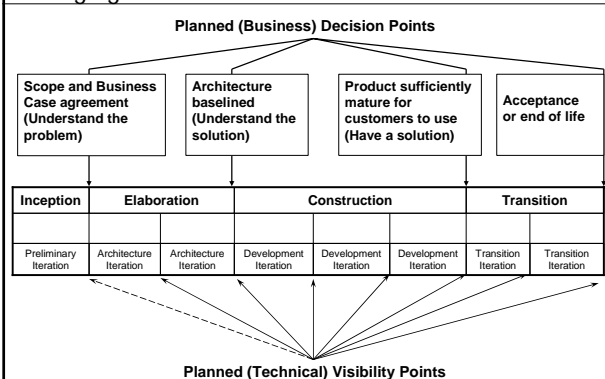 Planned (Business) Decision Points
Scope and Business
Case agreement
(Understand the
problem)
Architecture
baselined
(Understand the
solution)
Product sufficiently
mature for
customers to use
(Have a solution)
Acceptance
or end of life
Inception
Elaboration
Construction
Transition
Preliminary
Iteration
Architecture
Iteration
Architecture
Iteration
Development
Iteration
Development
Iteration
Development
Iteration
Transition
Iteration
Transition
Iteration
Planned (Technical) Visibility Points